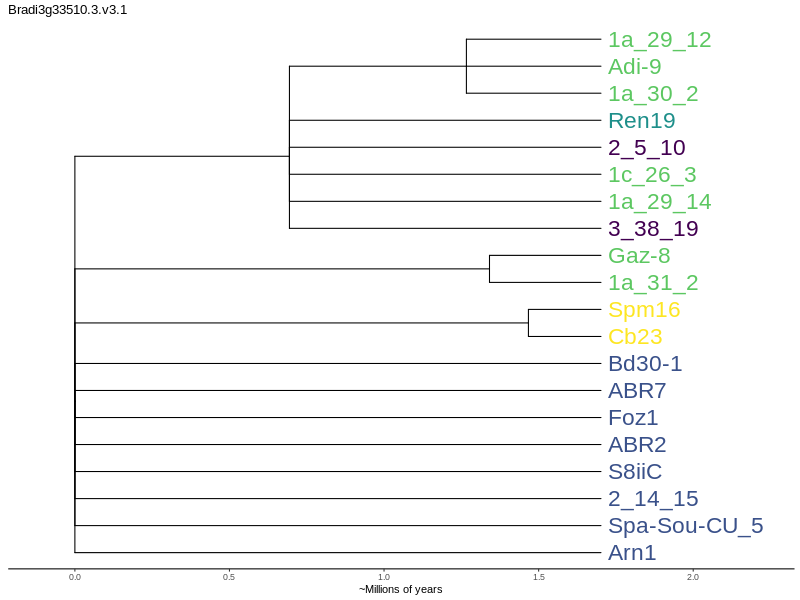 Bradi3g33510.3.v3.1
1a_29_12
Adi-9
1a_30_2
Ren19
2_5_10
1c_26_3
1a_29_14
3_38_19
Gaz-8
1a_31_2
Spm16
Cb23
Bd30-1
ABR7
Foz1
ABR2
S8iiC
2_14_15
Spa-Sou-CU_5
Arn1
0.0 0.5 1.0 1.5 2.0
~Millions of years